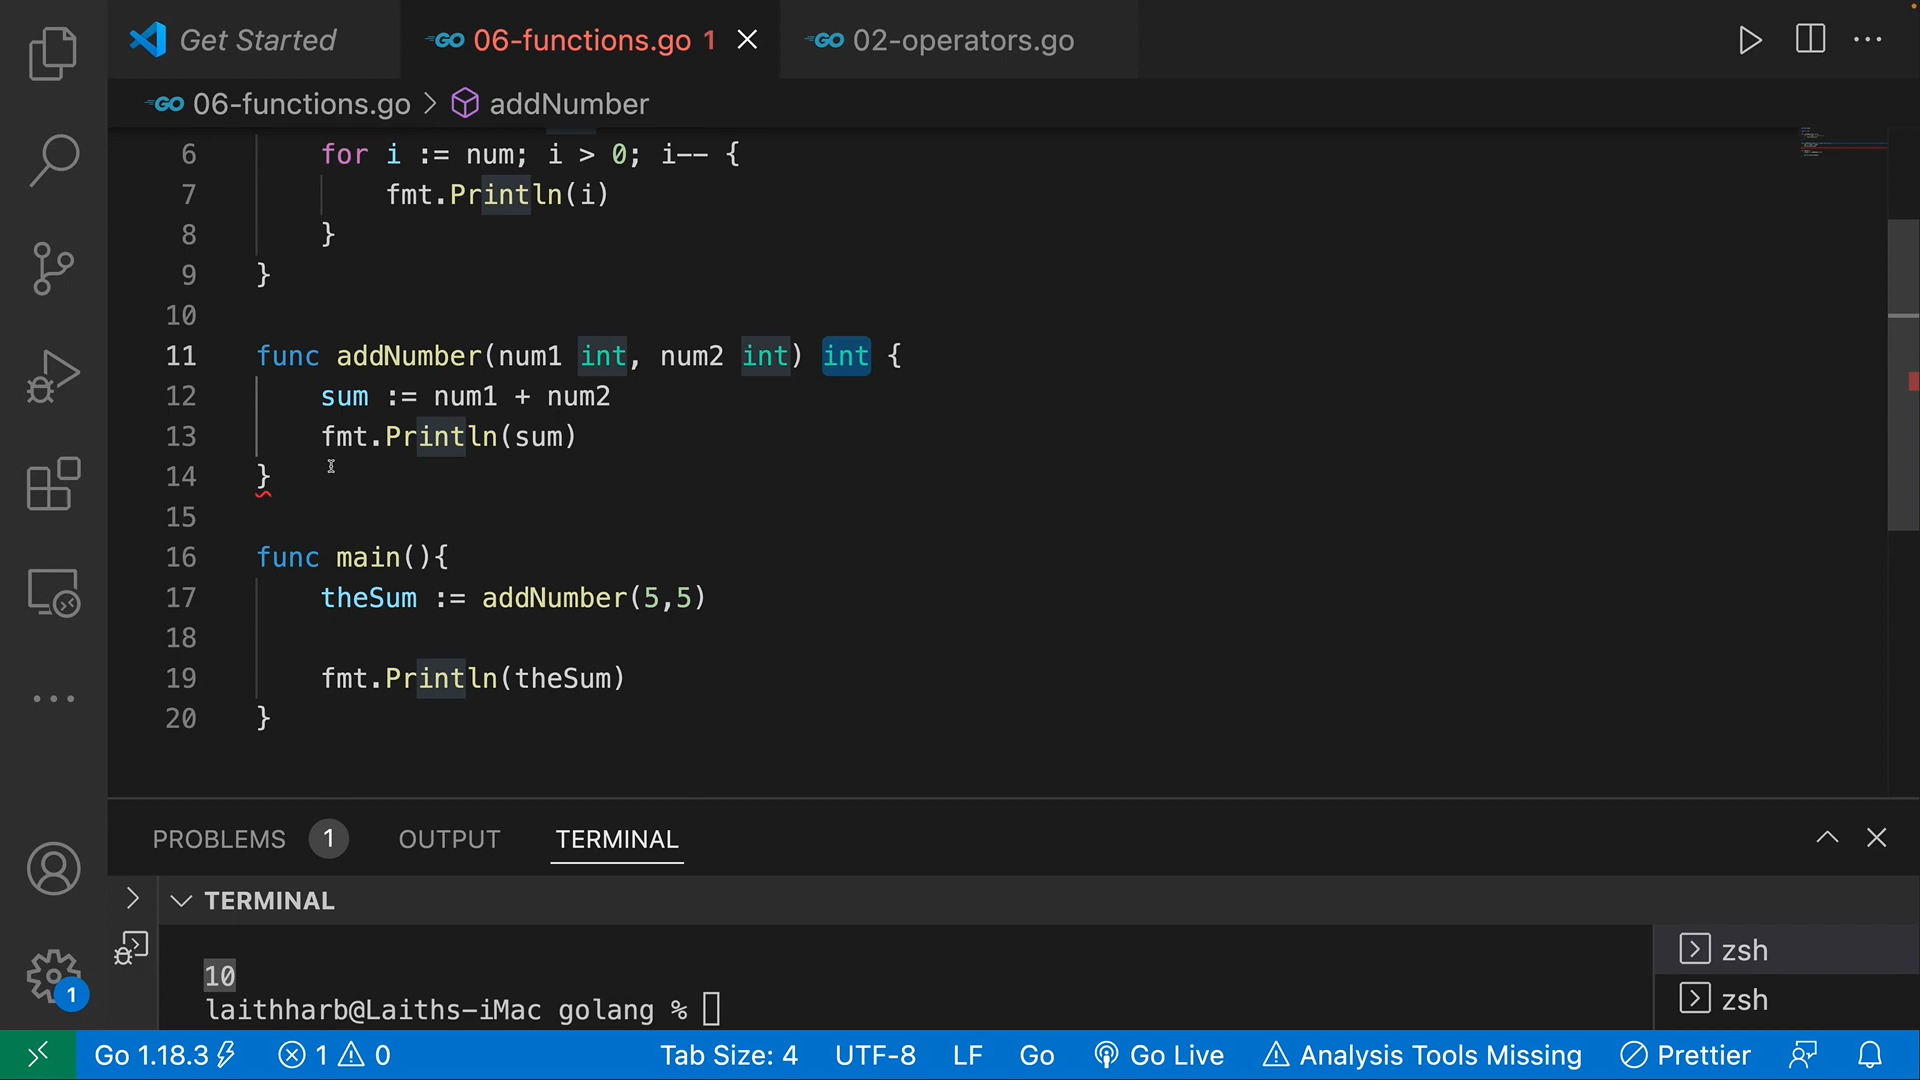 Get Started
GO 06-functions.go 1
GO 02-operators.go
GO 06-functions.go > addNumber
6 for i := num; i > 0; i-- {
7 fmt.Println(i)
8 }
9 }
10
11 func addNumber(num1 int, num2 int) int {
12 sum := num1 + num2
13 fmt.Println(sum)
14 }
15
16 func main(){
17 theSum := addNumber(5,5)
18
19 fmt.Println(theSum)
20 }
PROBLEMS 1 OUTPUT TERMINAL
TERMINAL
10
laithharb@Laiths-iMac golang %
zsh
zsh
1
Go 1.18.3 1 0 Tab Size: 4 UTF-8 LF Go Go Live Analysis Tools Missing Prettier